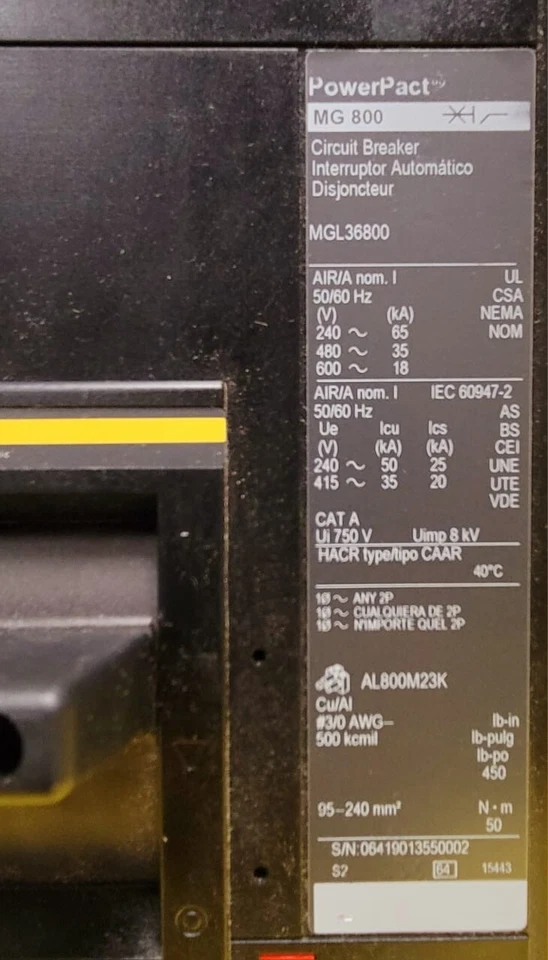 PowerPact
MG 800
Circuit Breaker
Interruptor Automático
Disjoncteur
MGL36800
AIR/A nom. I UL
50/60 Hz CSA
(V) (kA) NEMA
240 ~ 65 NOM
480 ~ 35
600 ~ 18
AIR/A nom. I IEC 60947-2
50/60 Hz AS
Ue Icu Ics BS
(V) (kA) (kA) CEI
240 ~ 50 25 UNE
415 ~ 35 20 UTE
VDE
CAT A
Ui 750 V Uimp 8 kV
HACR type/tipo CAAR
40°C
1Ø ~ ANY 2P
1Ø ~ CUALQUIERA DE 2P
1Ø ~ N'IMPORTE QUEL 2P
AL800M23K
Cu/Al
#3/0 AWG– lb-in
500 kcmil lb-pulg
lb-po
450
95–240 mm² N • m
50
S/N:06419013550002
S2 64 15443